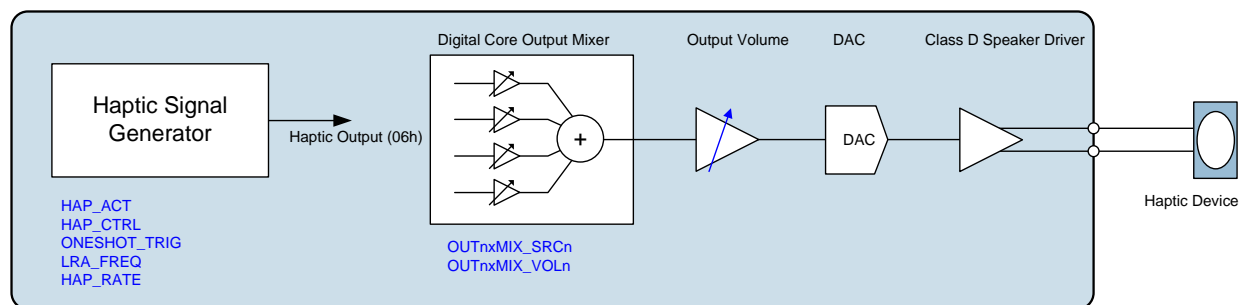 Digital Core Output Mixer
Output Volume
DAC
Class D Speaker Driver
Haptic Signal
Generator
Haptic Output (06h)
+
DAC
Haptic Device
HAP_ACT
HAP_CTRL
ONESHOT_TRIG
LRA_FREQ
HAP_RATE
OUTnxMIX_SRCn
OUTnxMIX_VOLn